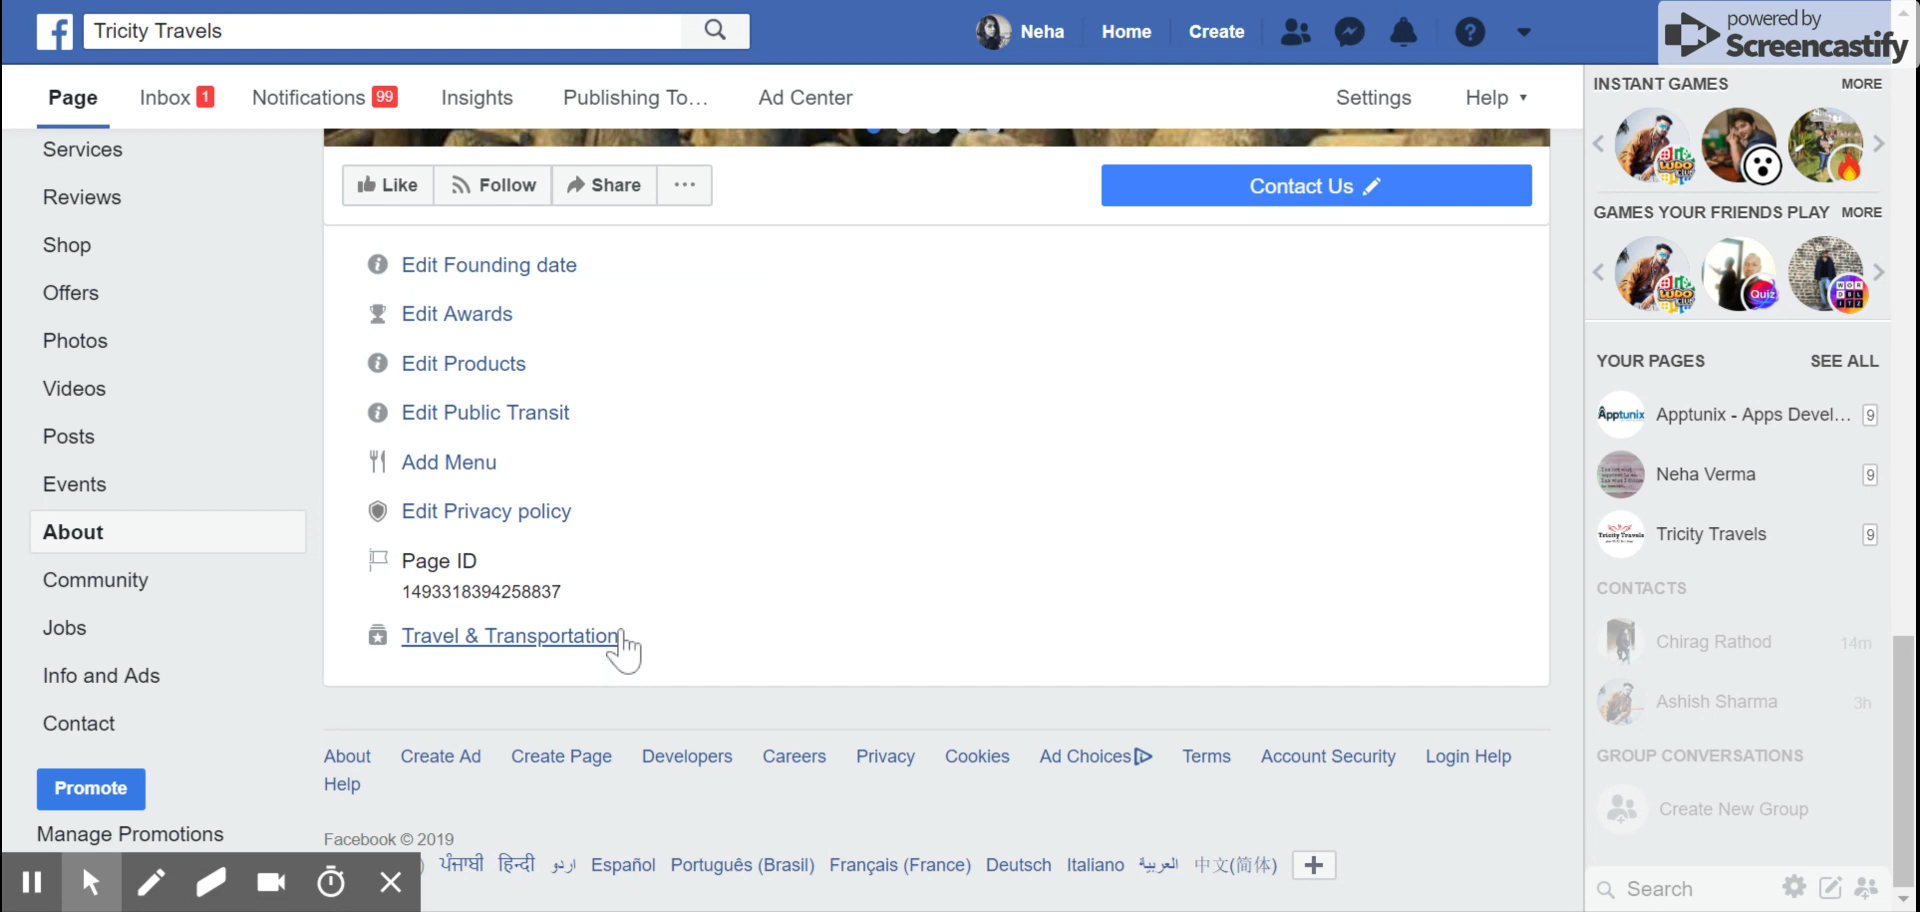 Tricity Travels
Neha
Home
Create
powered by
Screencastify
Page
Inbox 1
Notifications 99
Insights
Publishing To...
Ad Center
Settings
Help
Services
Reviews
Shop
Offers
Photos
Videos
Posts
Events
About
Community
Jobs
Info and Ads
Contact
Promote
Manage Promotions
Like
Follow
Share
Contact Us
Edit Founding date
Edit Awards
Edit Products
Edit Public Transit
Add Menu
Edit Privacy policy
Page ID
1493318394258837
Travel & Transportation
About Create Ad Create Page Developers Careers Privacy Cookies Ad Choices Terms Account Security Login Help
Help
Facebook © 2019
ਪੰਜਾਬੀ हिन्दी اردو Español Português (Brasil) Français (France) Deutsch Italiano العربية 中文(简体)
INSTANT GAMES MORE
LUDO
GAMES YOUR FRIENDS PLAY MORE
LUDO
Quiz
YOUR PAGES SEE ALL
Apptunix
Apptunix - Apps Devel... 9
Neha Verma 9
Tricity Travels
Tricity Travels 9
CONTACTS
Chirag Rathod 14m
Ashish Sharma 3h
GROUP CONVERSATIONS
Create New Group
Search